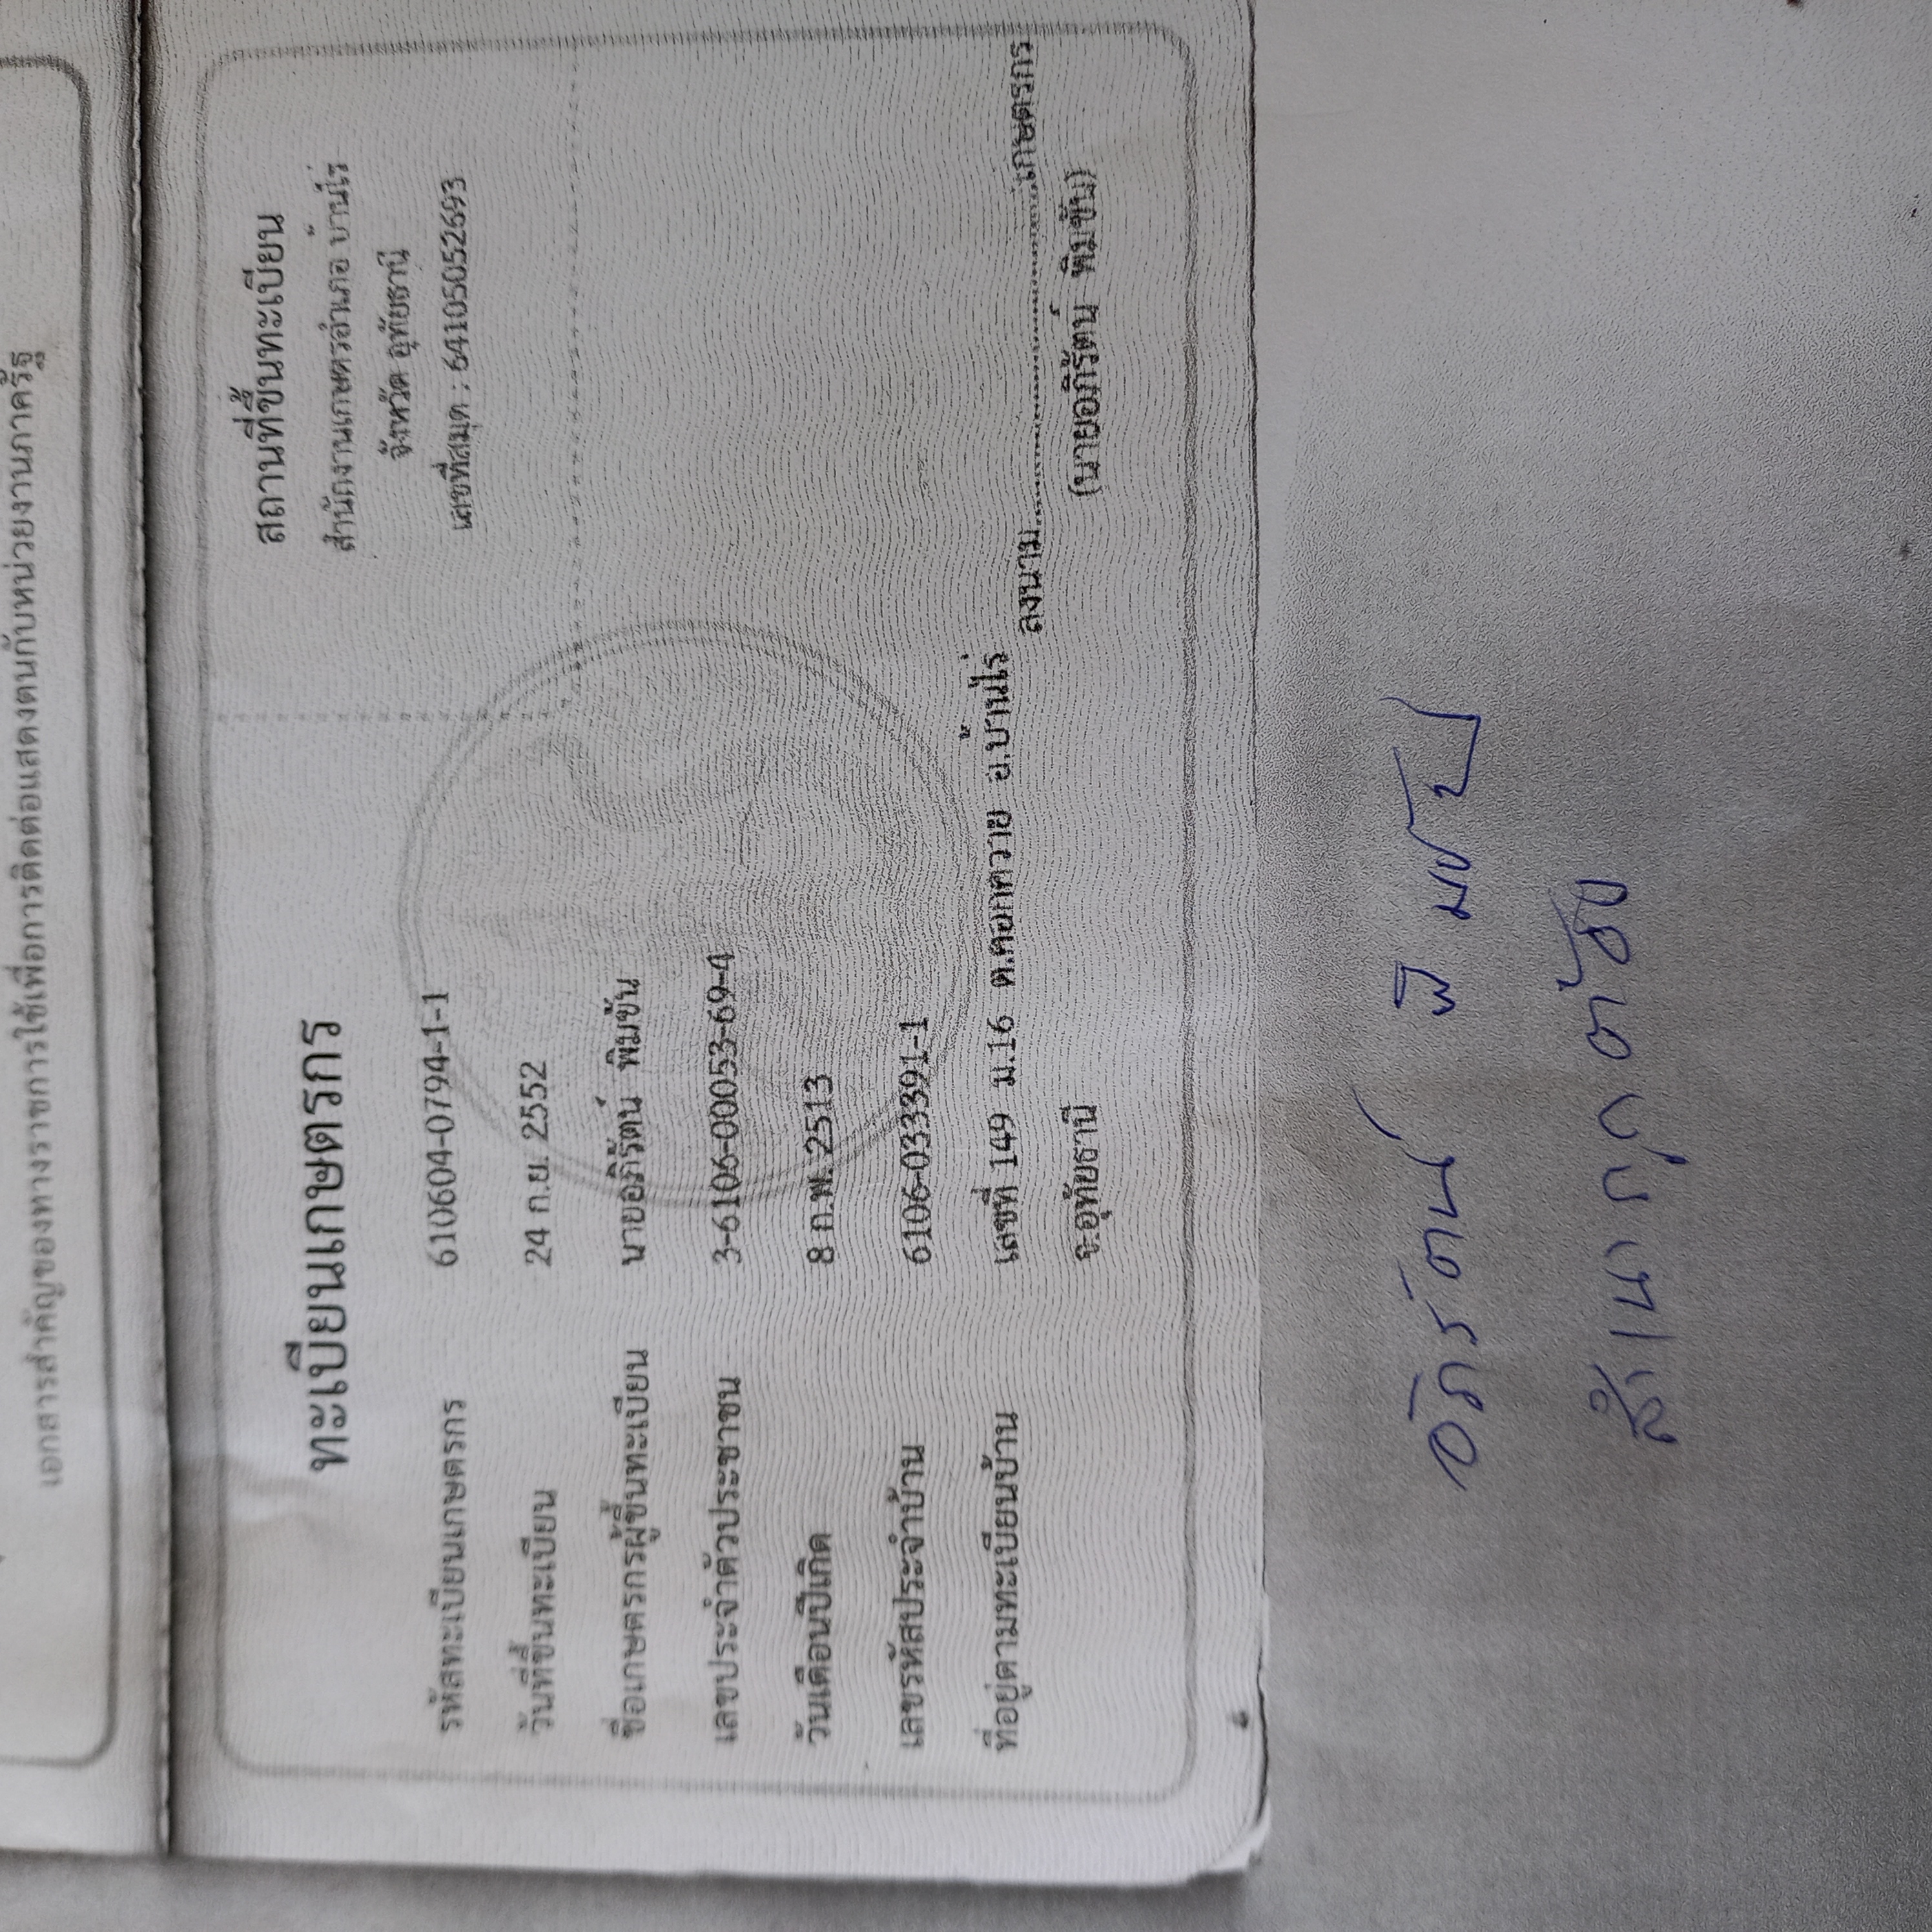 เอกสารสำคัญของทางราชการใช้เพื่อการติดต่อแสดงตนกับหน่วยงานภาครัฐ
ทะเบียนเกษตรกร
รหัสทะเบียนเกษตรกร 610604-0794-1-1
วันที่ขึ้นทะเบียน 24 ก.ย. 2552
ชื่อเกษตรกรผู้ขึ้นทะเบียน นายอภิรัตน์ พิมขัน
เลขประจำตัวประชาชน 3-6106-00053-69-4
วันเดือนปีเกิด 8 ก.พ. 2513
เลขรหัสประจำบ้าน 6106-033391-1
ที่อยู่ตามทะเบียนบ้าน เลขที่ 149 ม.16 ต.คอกควาย อ.บ้านไร่
จ.อุทัยธานี
สถานที่ขึ้นทะเบียน
สำนักงานเกษตรอำเภอ บ้านไร่
จังหวัด อุทัยธานี
เลขที่สมุด : 641050052693
ลงนาม..............................เกษตรกร
(นายอภิรัตน์ พิมขัน)
อภิรัตน์ พิมขัน
สำเนาถูกต้อง